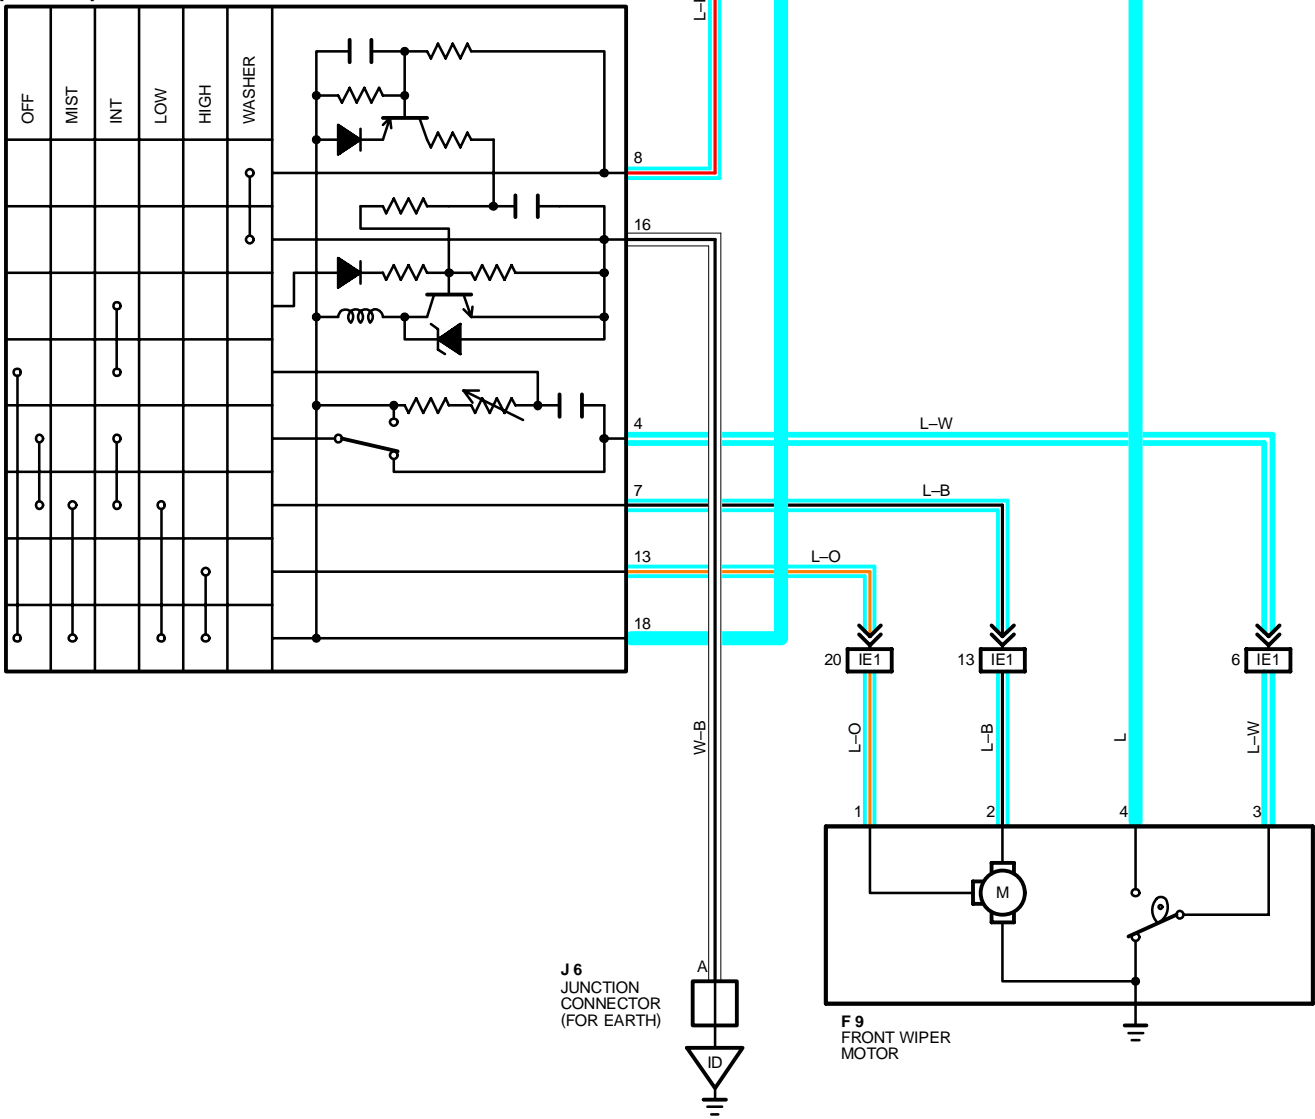 OFF
MIST
INT
LOW
HIGH
WASHER
8
16
4
L–W
7
L–B
13
L–O
18
20
IE1
13
IE1
6
IE1
W–B
L–O
L–B
L
L–W
1
2
4
3
M
A
J 6
JUNCTION
CONNECTOR
(FOR EARTH)
ID
F 9
FRONT WIPER
MOTOR